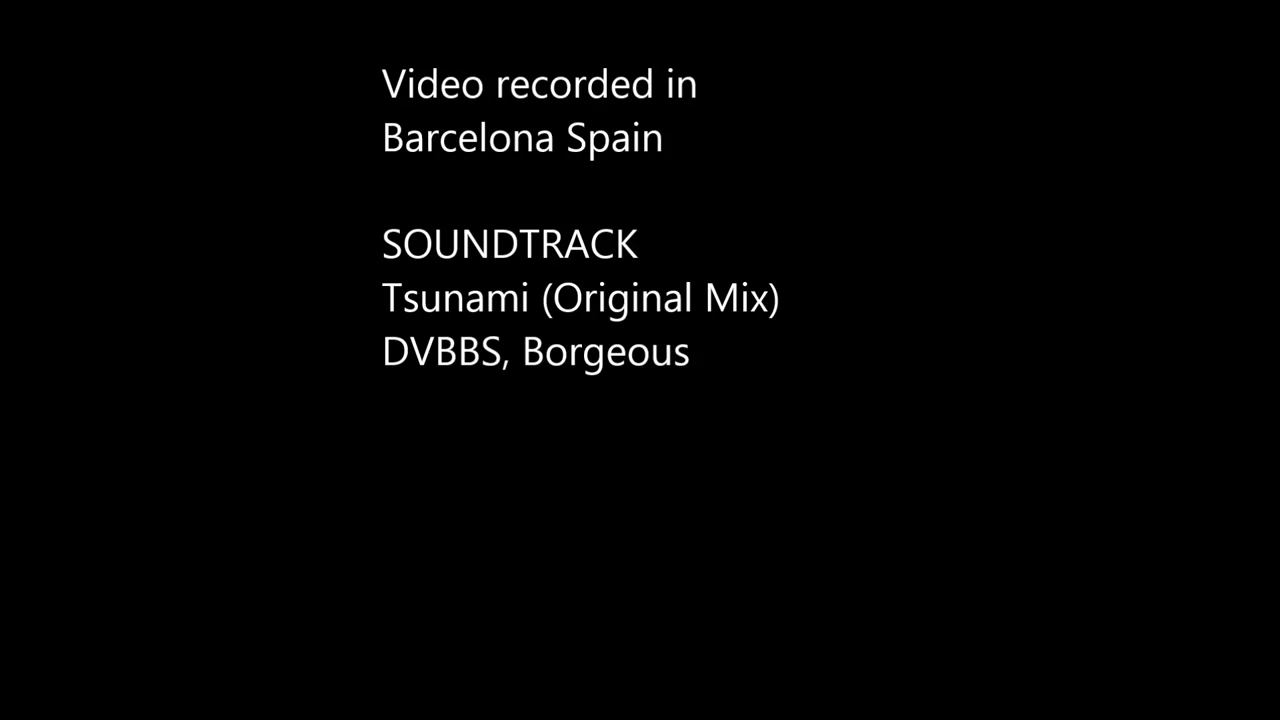 Video recorded in
Barcelona Spain
SOUNDTRACK
Tsunami (Original Mix)
DVBBS, Borgeous